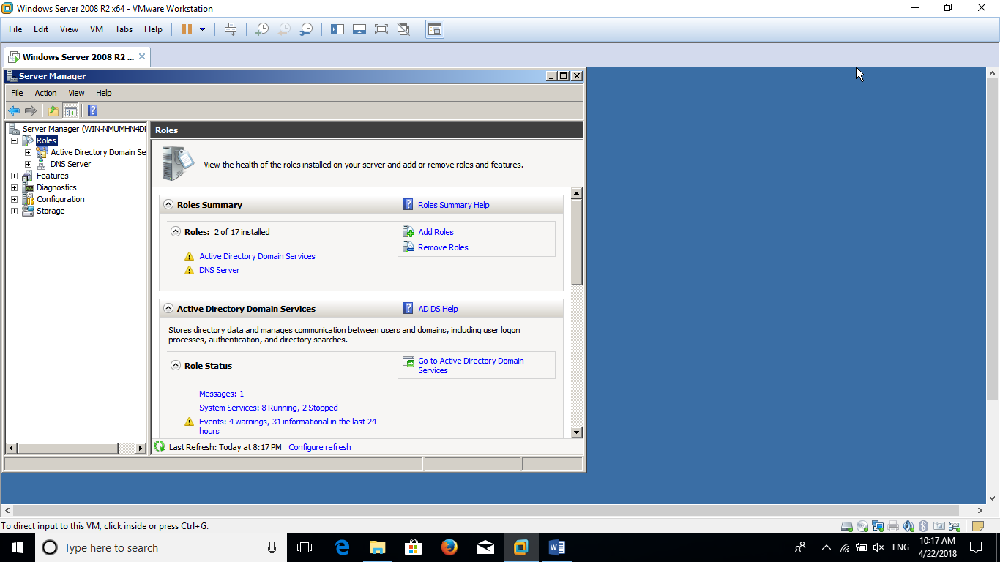 Windows Server 2008 R2 x64 - VMware Workstation
File Edit View VM Tabs Help
Windows Server 2008 R2 ...
Server Manager
File Action View Help
Server Manager (WIN-NMUMHN4DF
Roles
Active Directory Domain Se
DNS Server
Features
Diagnostics
Configuration
Storage
Roles
View the health of the roles installed on your server and add or remove roles and features.
Roles Summary
Roles Summary Help
Roles: 2 of 17 installed
Add Roles
Remove Roles
Active Directory Domain Services
DNS Server
Active Directory Domain Services
AD DS Help
Stores directory data and manages communication between users and domains, including user logon
processes, authentication, and directory searches.
Role Status
Go to Active Directory Domain
Services
Messages: 1
System Services: 8 Running, 2 Stopped
Events: 4 warnings, 31 informational in the last 24
hours
Last Refresh: Today at 8:17 PM Configure refresh
To direct input to this VM, click inside or press Ctrl+G.
Type here to search
ENG
10:17 AM
4/22/2018